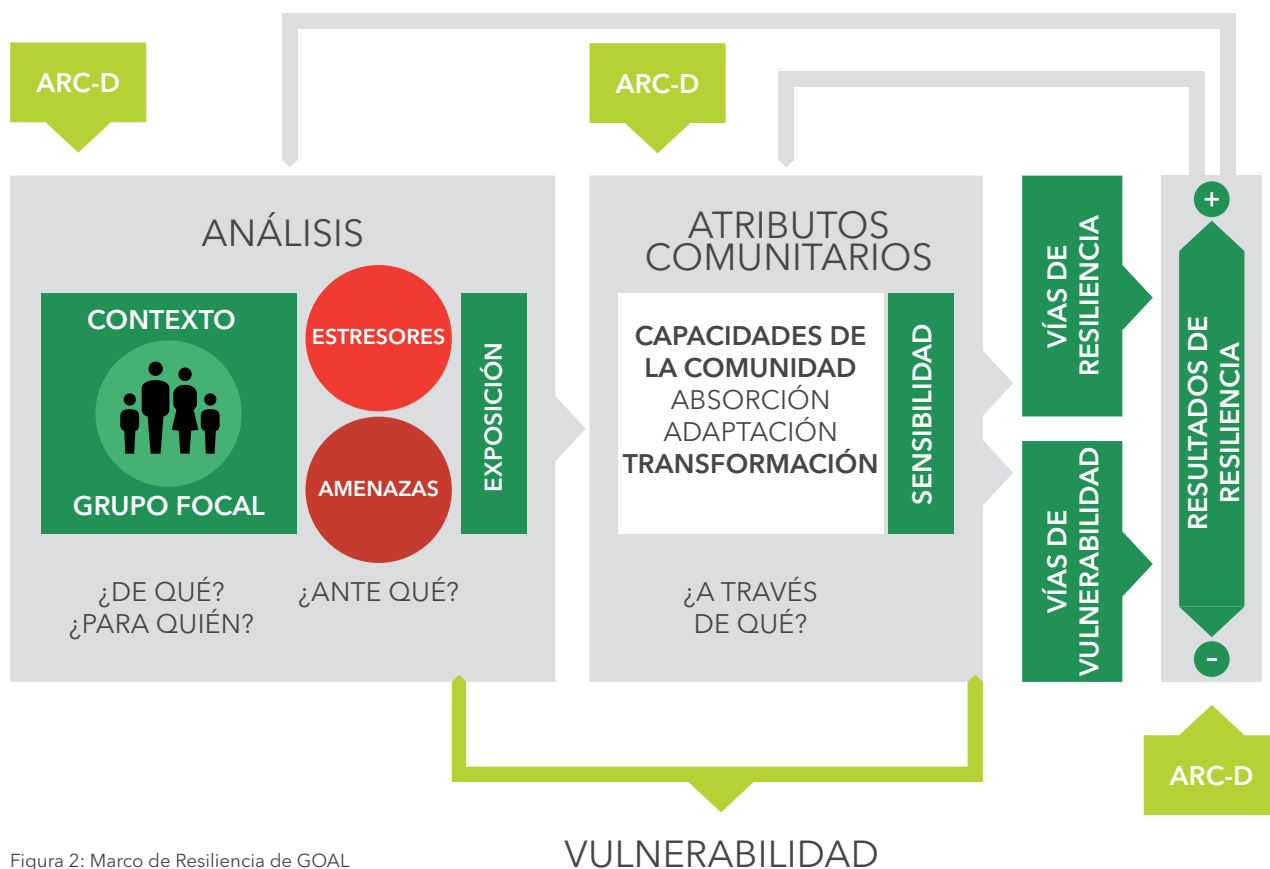 ARC-D
ARC-D
ANÁLISIS
CONTEXTO
GRUPO FOCAL
ESTRESORES
AMENAZAS
EXPOSICIÓN
¿DE QUÉ?
¿PARA QUIÉN?
¿ANTE QUÉ?
ATRIBUTOS
COMUNITARIOS
CAPACIDADES DE
LA COMUNIDAD
ABSORCIÓN
ADAPTACIÓN
TRANSFORMACIÓN
SENSIBILIDAD
¿A TRAVÉS
DE QUÉ?
VÍAS DE
RESILIENCIA
VÍAS DE
VULNERABILIDAD
+
RESULTADOS DE
RESILIENCIA
-
ARC-D
VULNERABILIDAD
Figura 2: Marco de Resiliencia de GOAL